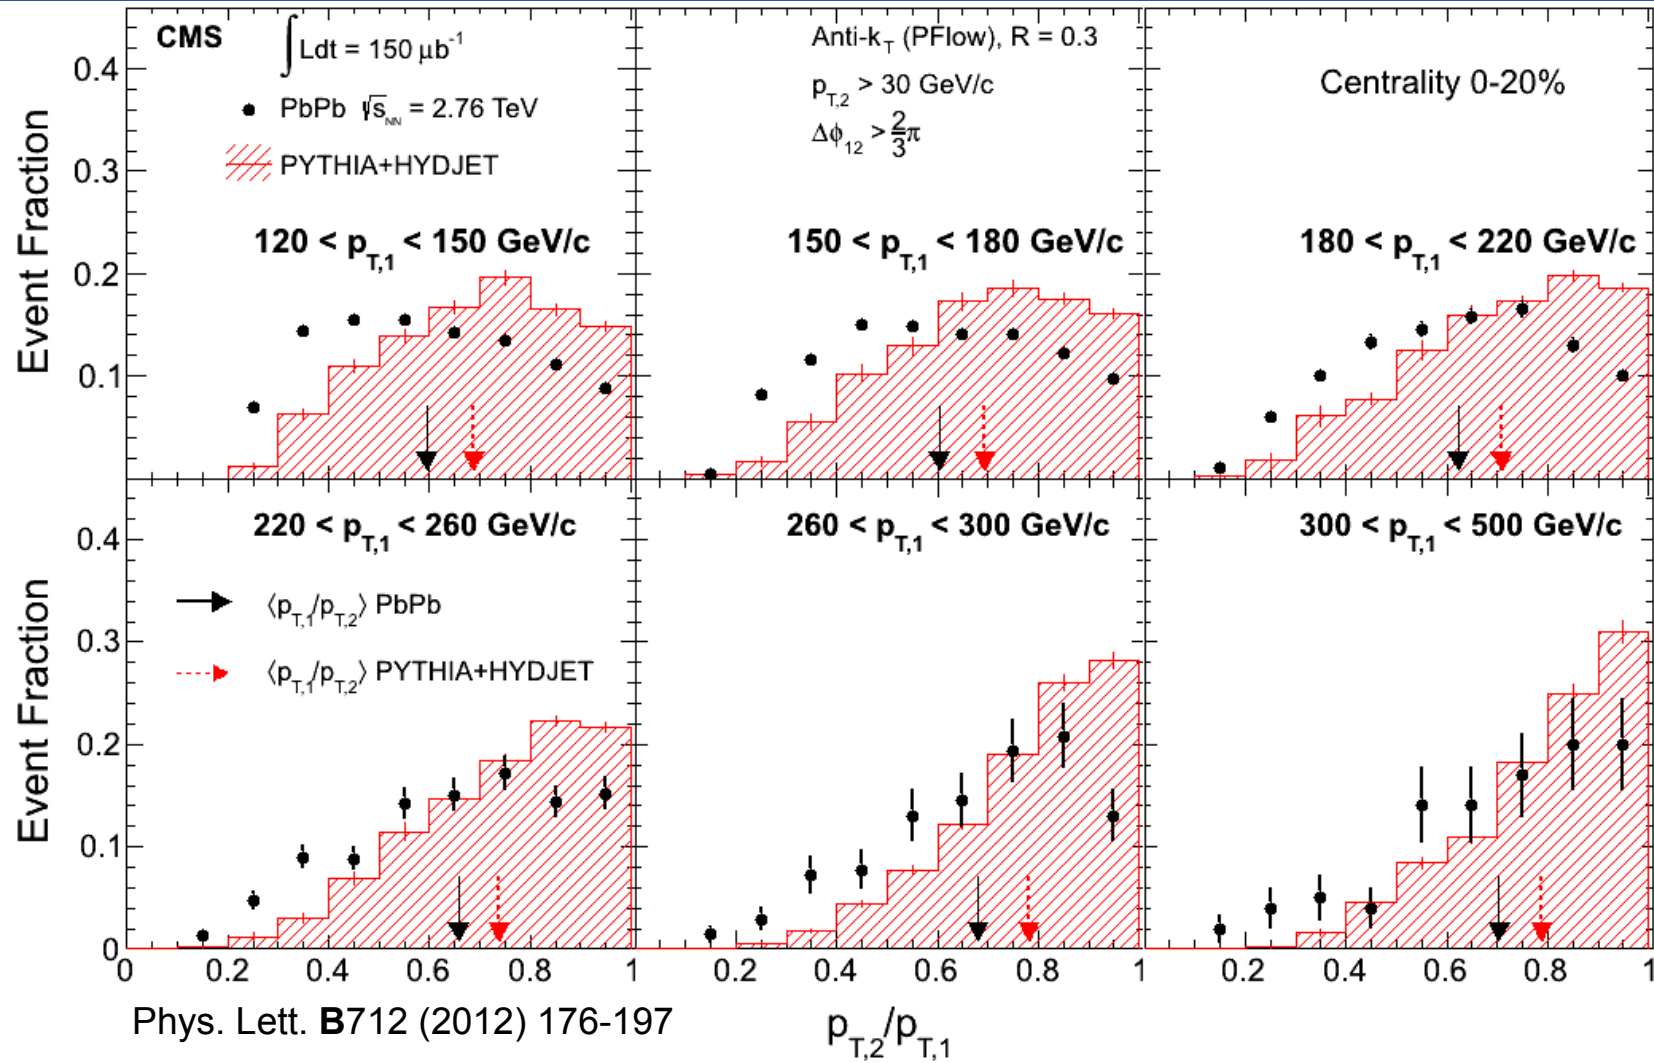 CMS
∫Ldt = 150 μb⁻¹
PbPb √s_NN = 2.76 TeV
PYTHIA+HYDJET
120 < p_T,1 < 150 GeV/c
Anti-k_T (PFlow), R = 0.3
p_T,2 > 30 GeV/c
Δϕ_12 > 2/3 π
150 < p_T,1 < 180 GeV/c
Centrality 0-20%
180 < p_T,1 < 220 GeV/c
Event Fraction
0.4
0.3
0.2
0.1
220 < p_T,1 < 260 GeV/c
⟨p_T,1/p_T,2⟩ PbPb
⟨p_T,1/p_T,2⟩ PYTHIA+HYDJET
260 < p_T,1 < 300 GeV/c
300 < p_T,1 < 500 GeV/c
Event Fraction
0.4
0.3
0.2
0.1
0
0 0.2 0.4 0.6 0.8 1
0.2 0.4 0.6 0.8 1
0.2 0.4 0.6 0.8 1
Phys. Lett. B712 (2012) 176-197
p_T,2/p_T,1